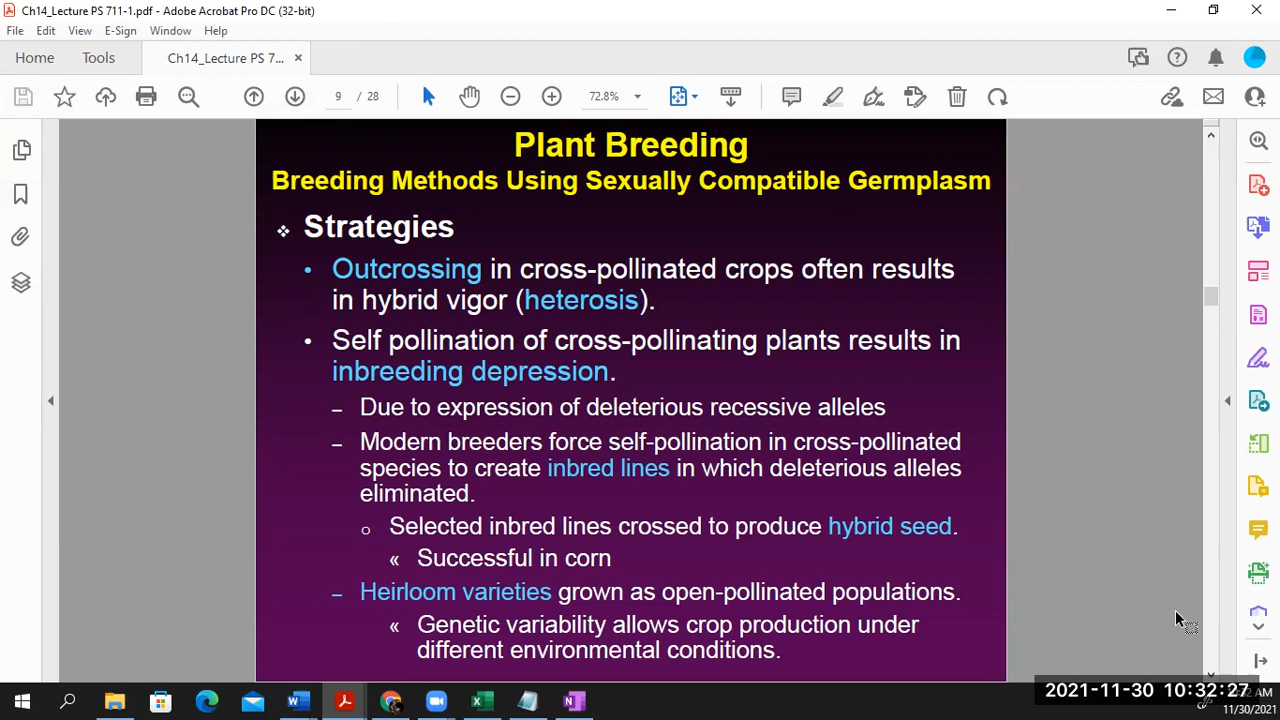 Ch14_Lecture PS 711-1.pdf - Adobe Acrobat Pro DC (32-bit)
File Edit View E-Sign Window Help
Home Tools Ch14_Lecture PS 7... ×
9 / 28 72.8%
Plant Breeding
Breeding Methods Using Sexually Compatible Germplasm
❖ Strategies
• Outcrossing in cross-pollinated crops often results
in hybrid vigor (heterosis).
• Self pollination of cross-pollinating plants results in
inbreeding depression.
– Due to expression of deleterious recessive alleles
– Modern breeders force self-pollination in cross-pollinated
species to create inbred lines in which deleterious alleles
eliminated.
o Selected inbred lines crossed to produce hybrid seed.
« Successful in corn
– Heirloom varieties grown as open-pollinated populations.
« Genetic variability allows crop production under
different environmental conditions.
2021-11-30 10:32:27
AM
11/30/2021